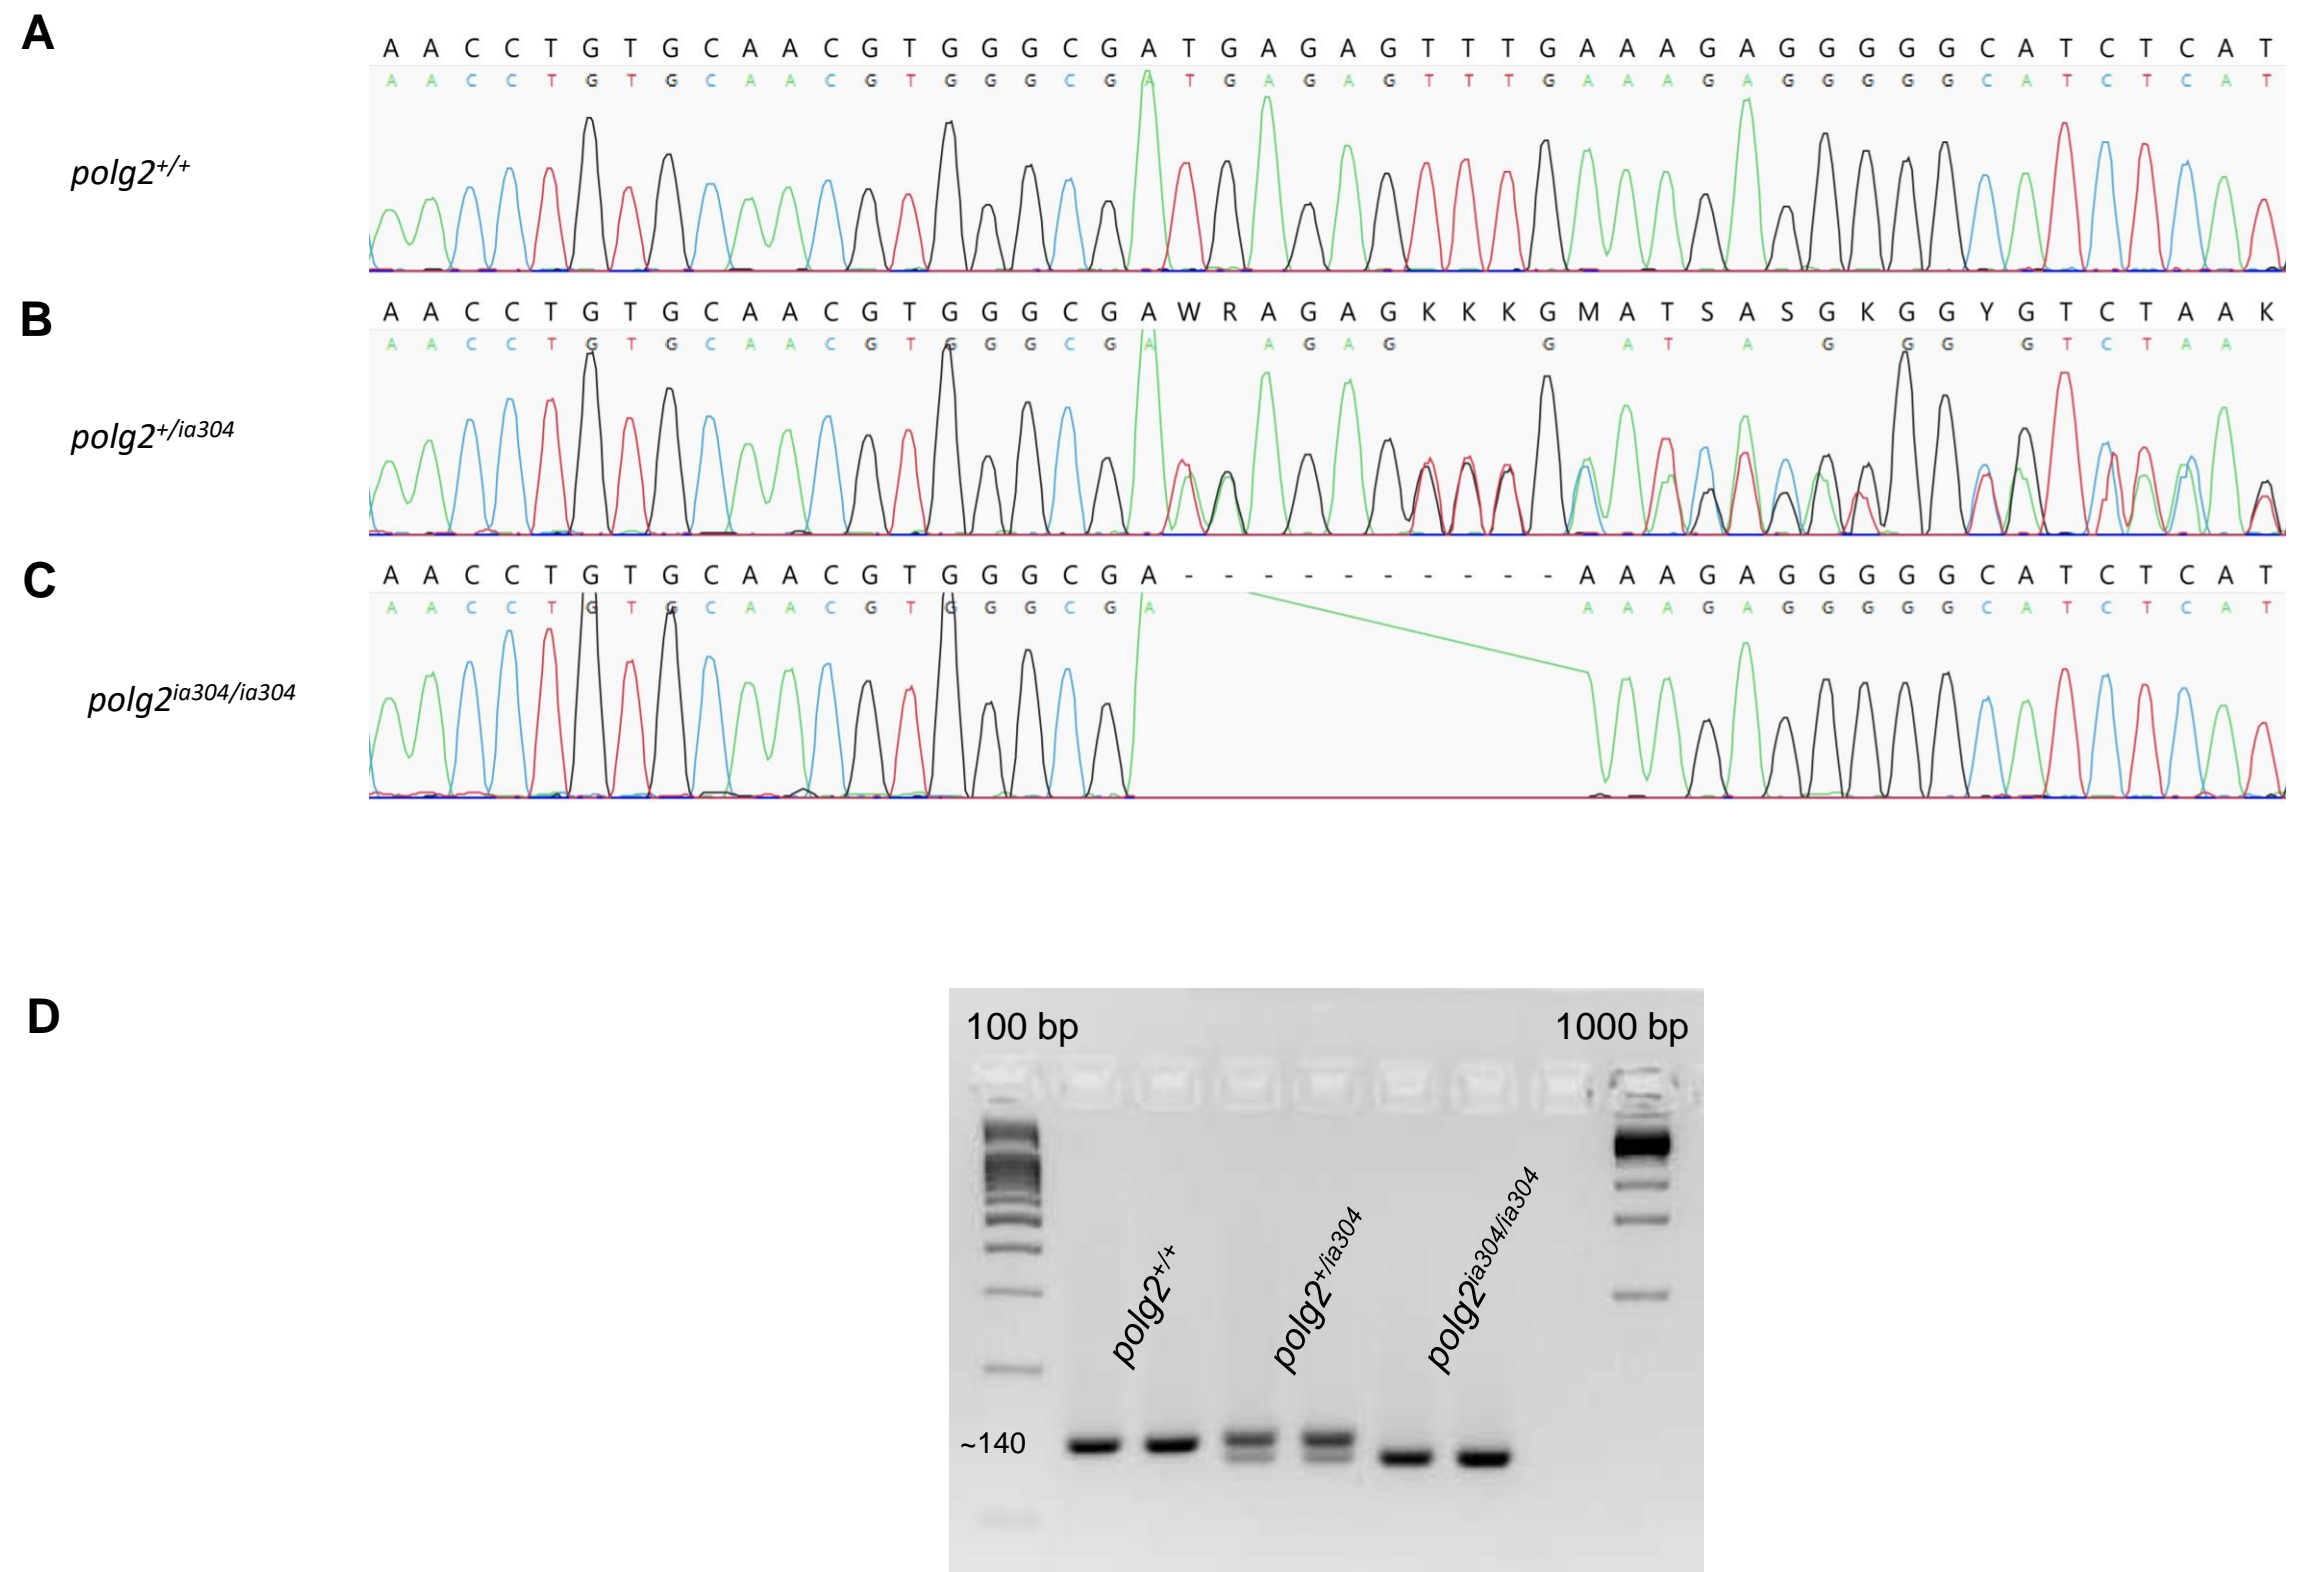 A
A A C C T G T G C A A C G T G G G C G A T G A G A G T T T G A A A G A G G G G G C A T C T C A T
A A C C T G T G C A A C G T G G G C G A T G A G A G T T T G A A A G A G G G G G C A T C T C A T
polg2+/+
B
A A C C T G T G C A A C G T G G G C G A W R A G A G K K K G M A T S A S G K G G Y G T C T A A K
A A C C T G T G C A A C G T G G G C G A A G A G G A T A G G G G T C T A A
polg2+/ia304
C
A A C C T G T G C A A C G T G G G C G A - - - - - - - - - - A A A G A G G G G G C A T C T C A T
A A C C T G T G C A A C G T G G G C G A A A A G A G G G G G C A T C T C A T
polg2ia304/ia304
D
100 bp 1000 bp
polg2+/+
polg2+/ia304
polg2ia304/ia304
~140